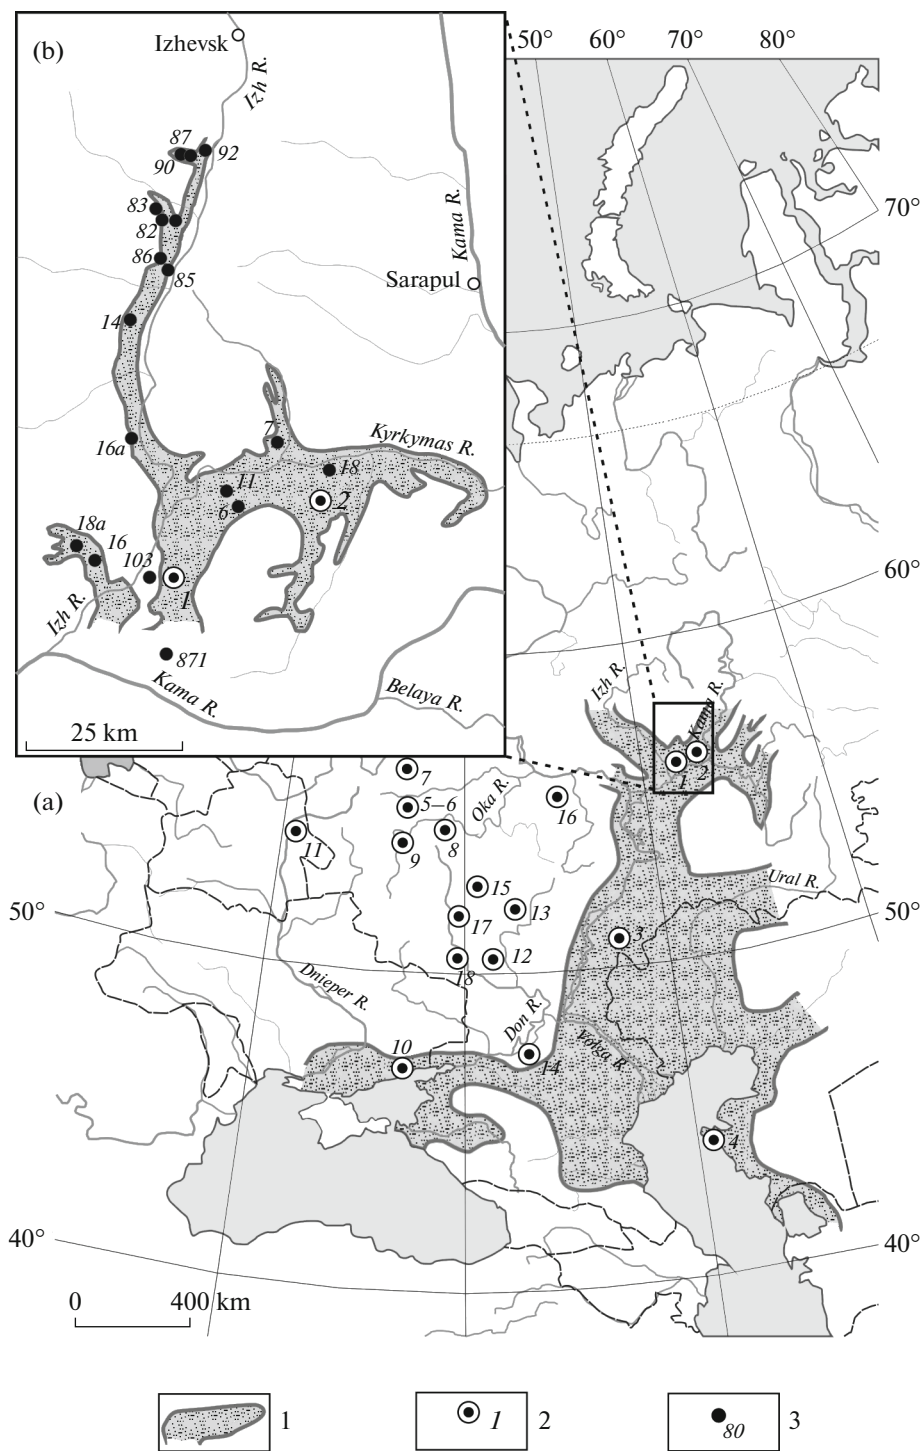 (b)
Izhevsk
Izh R.
87
90
92
83
82
86
85
14
16a
Kama R.
Sarapul
7
Kyrkymas R.
18
11
6
2
18a
16
103
1
Izh R.
871
Kama R.
Belaya R.
25 km
50°
60°
70°
80°
70°
60°
Izh R.
Kama R.
1
2
(a)
7
5–6
Oka R.
16
11
9
8
15
Ural R.
50°
17
13
3
50°
18
12
Dnieper R.
Don R.
Volga R.
10
14
4
40°
40°
0
400 km
1
1
2
80
3